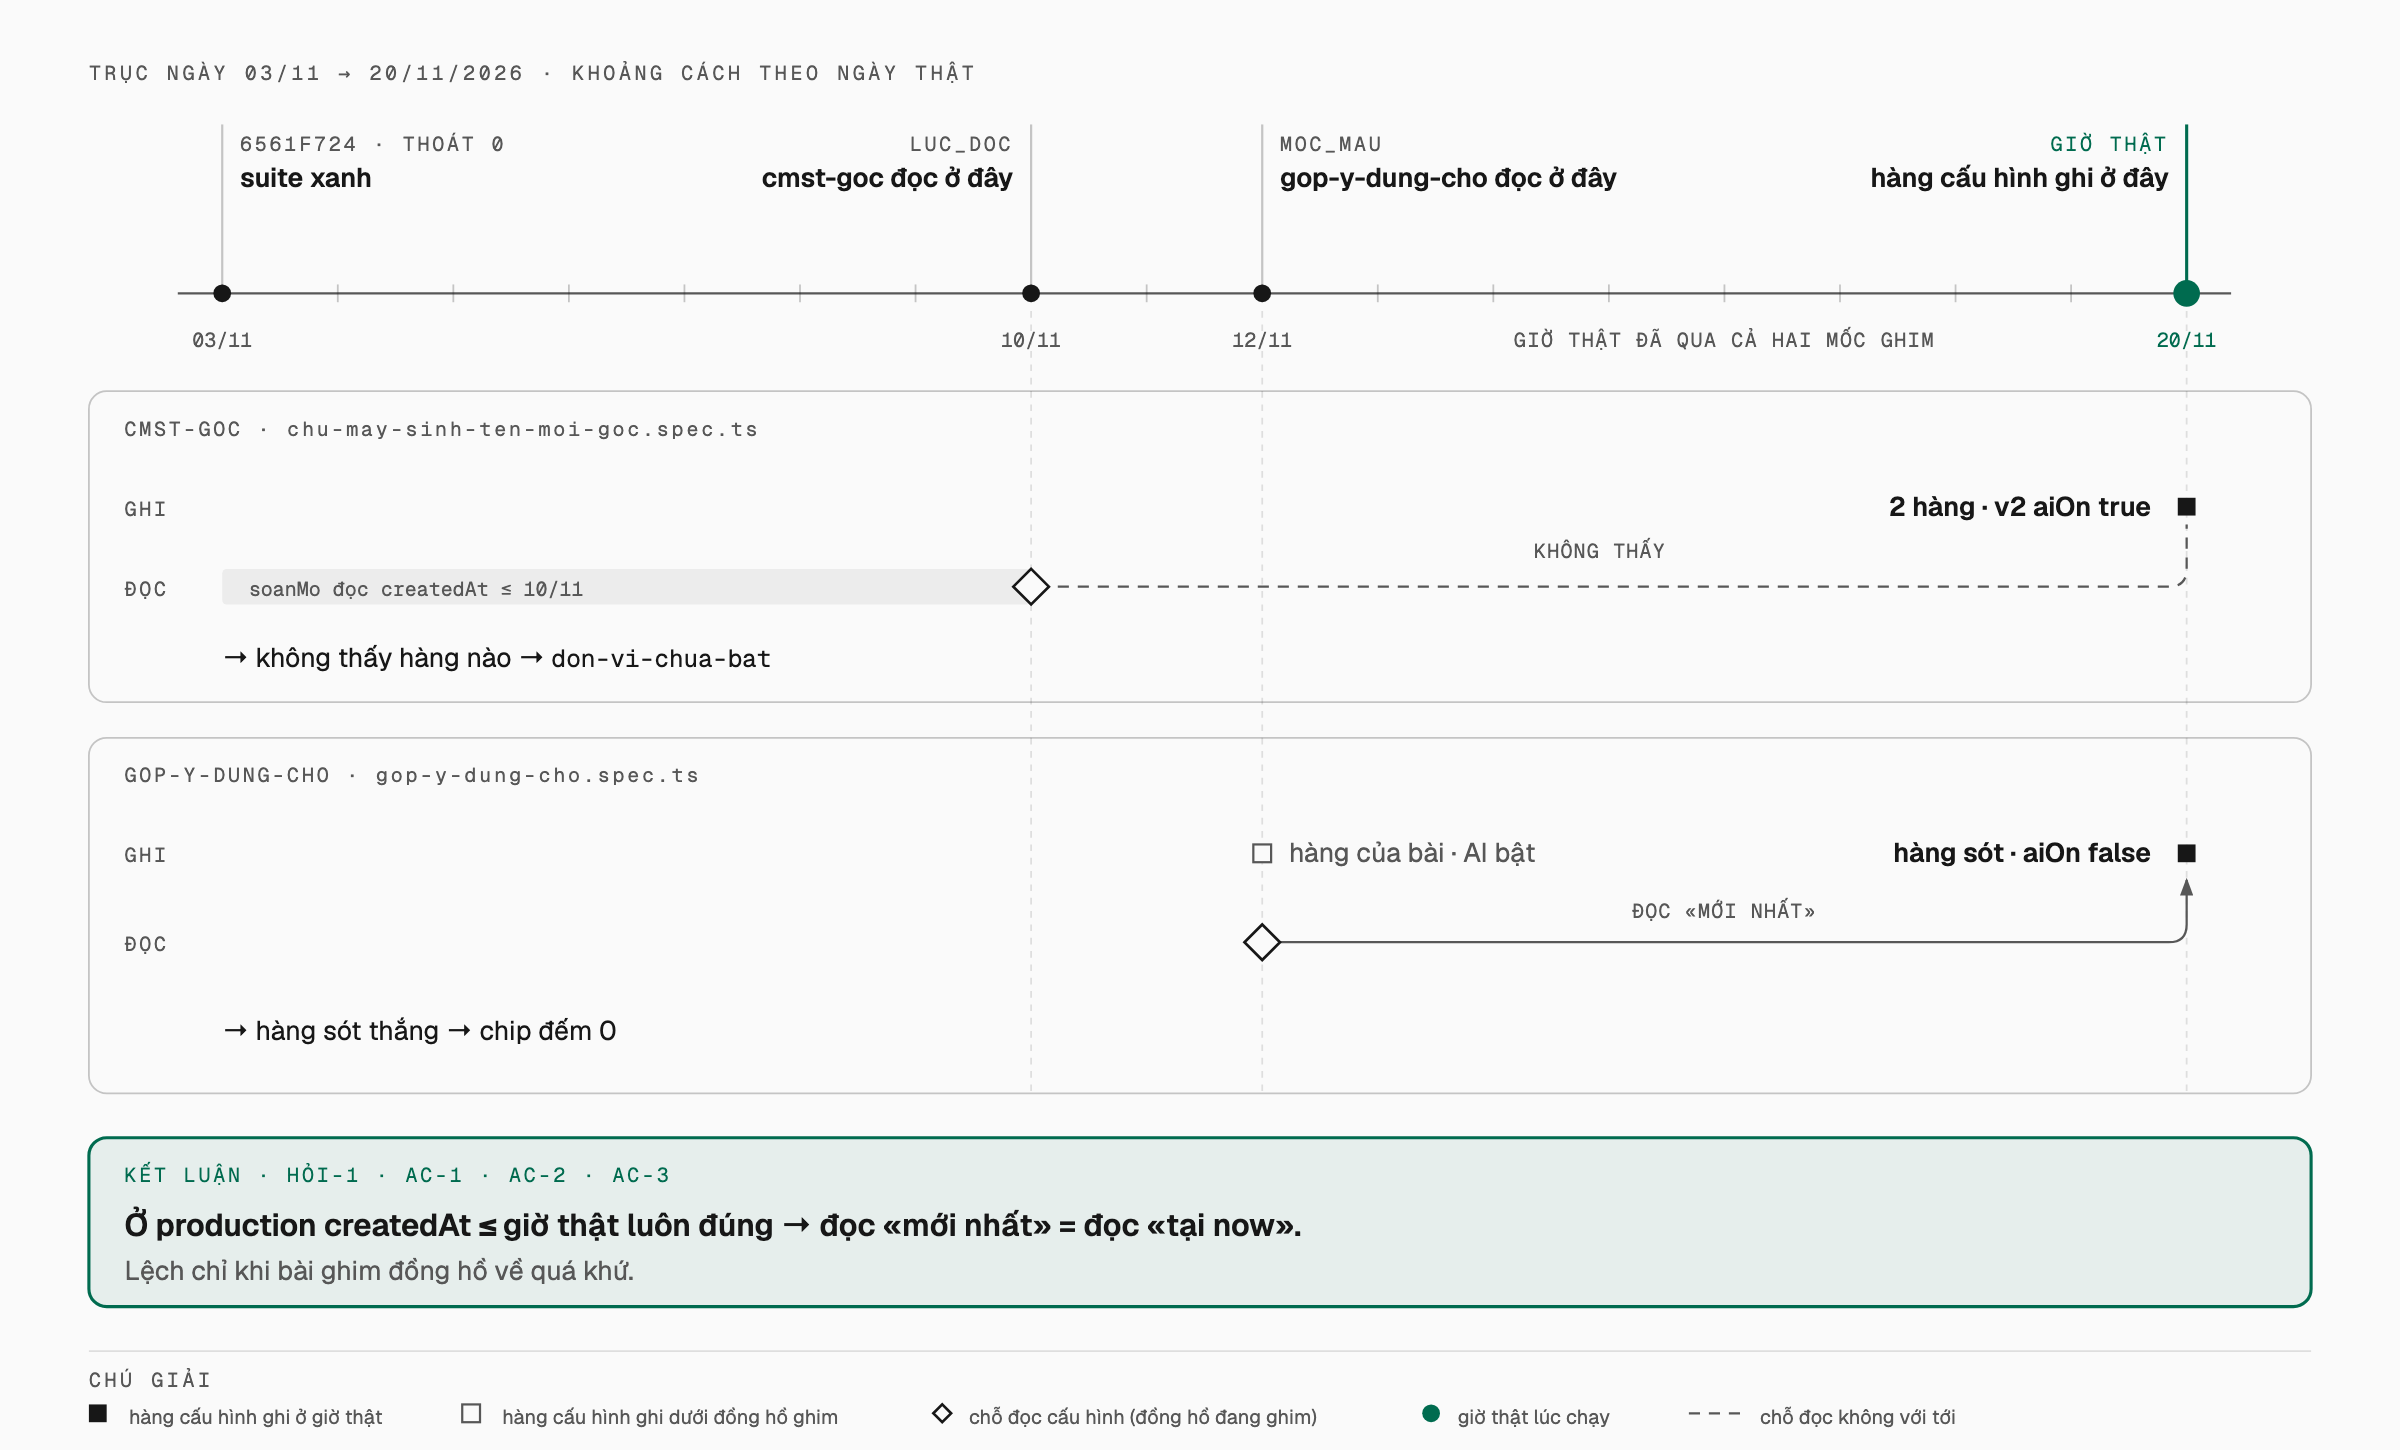 TRỤC NGÀY 03/11 → 20/11/2026 · KHOẢNG CÁCH THEO NGÀY THẬT
6561F724 · THOÁT 0
suite xanh
LUC_DOC
cmst-goc đọc ở đây
MOC_MAU
gop-y-dung-cho đọc ở đây
GIỜ THẬT
hàng cấu hình ghi ở đây
03/11
10/11
12/11
GIỜ THẬT ĐÃ QUA CẢ HAI MỐC GHIM
20/11
CMST-GOC · chu-may-sinh-ten-moi-goc.spec.ts
GHI
2 hàng · v2 aiOn true
KHÔNG THẤY
ĐỌC
soanMo đọc createdAt ≤ 10/11
→ không thấy hàng nào → don-vi-chua-bat
GOP-Y-DUNG-CHO · gop-y-dung-cho.spec.ts
GHI
hàng của bài · AI bật
hàng sót · aiOn false
ĐỌC «MỚI NHẤT»
ĐỌC
→ hàng sót thắng → chip đếm 0
KẾT LUẬN · HỎI-1 · AC-1 · AC-2 · AC-3
Ở production createdAt ≤ giờ thật luôn đúng → đọc «mới nhất» = đọc «tại now».
Lệch chỉ khi bài ghim đồng hồ về quá khứ.
CHÚ GIẢI
hàng cấu hình ghi ở giờ thật
hàng cấu hình ghi dưới đồng hồ ghim
chỗ đọc cấu hình (đồng hồ đang ghim)
giờ thật lúc chạy
chỗ đọc không với tới